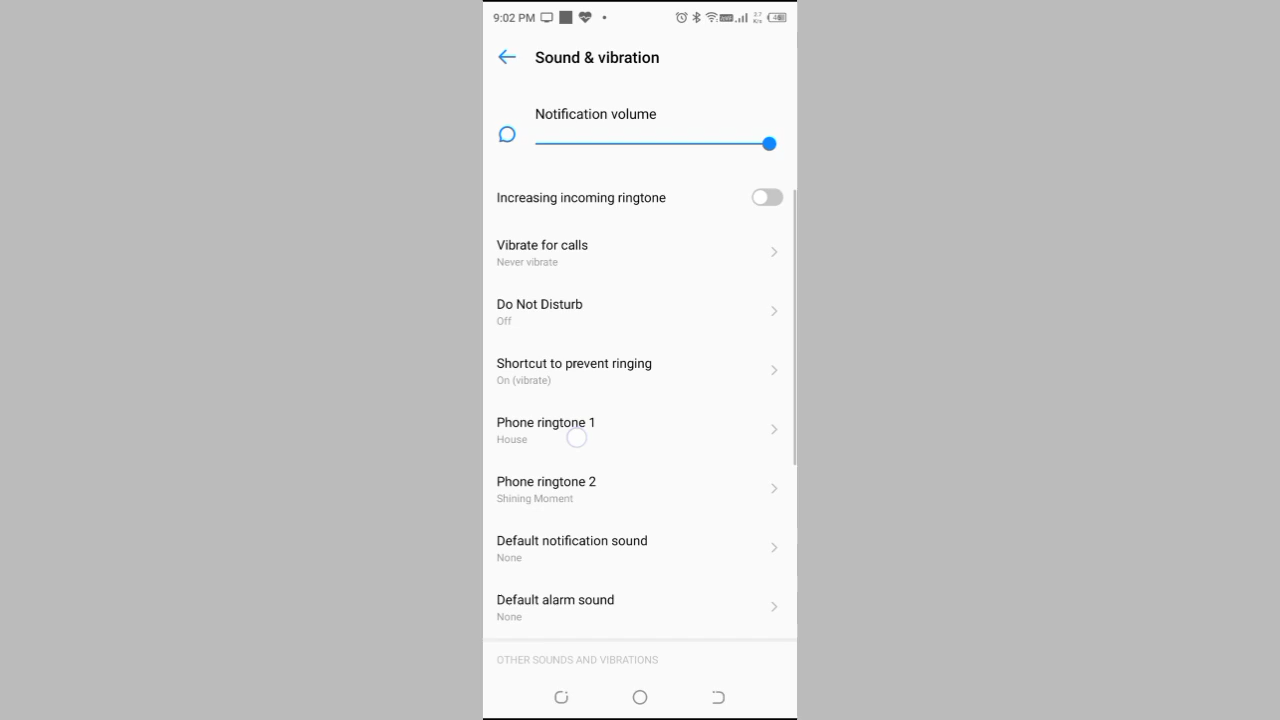 9:02 PM
Sound & vibration
Notification volume
Increasing incoming ringtone
Vibrate for calls
Never vibrate
Do Not Disturb
Off
Shortcut to prevent ringing
On (vibrate)
Phone ringtone 1
House
Phone ringtone 2
Shining Moment
Default notification sound
None
Default alarm sound
None
OTHER SOUNDS AND VIBRATIONS